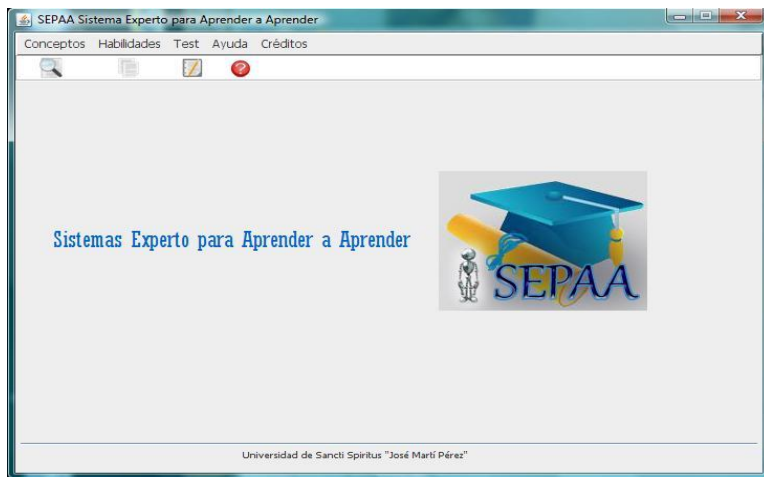 SEPAA Sistema Experto para Aprender a Aprender
Conceptos Habilidades Test Ayuda Créditos
Sistemas Experto para Aprender a Aprender
SEPAA
Universidad de Sancti Spiritus "José Martí Pérez"